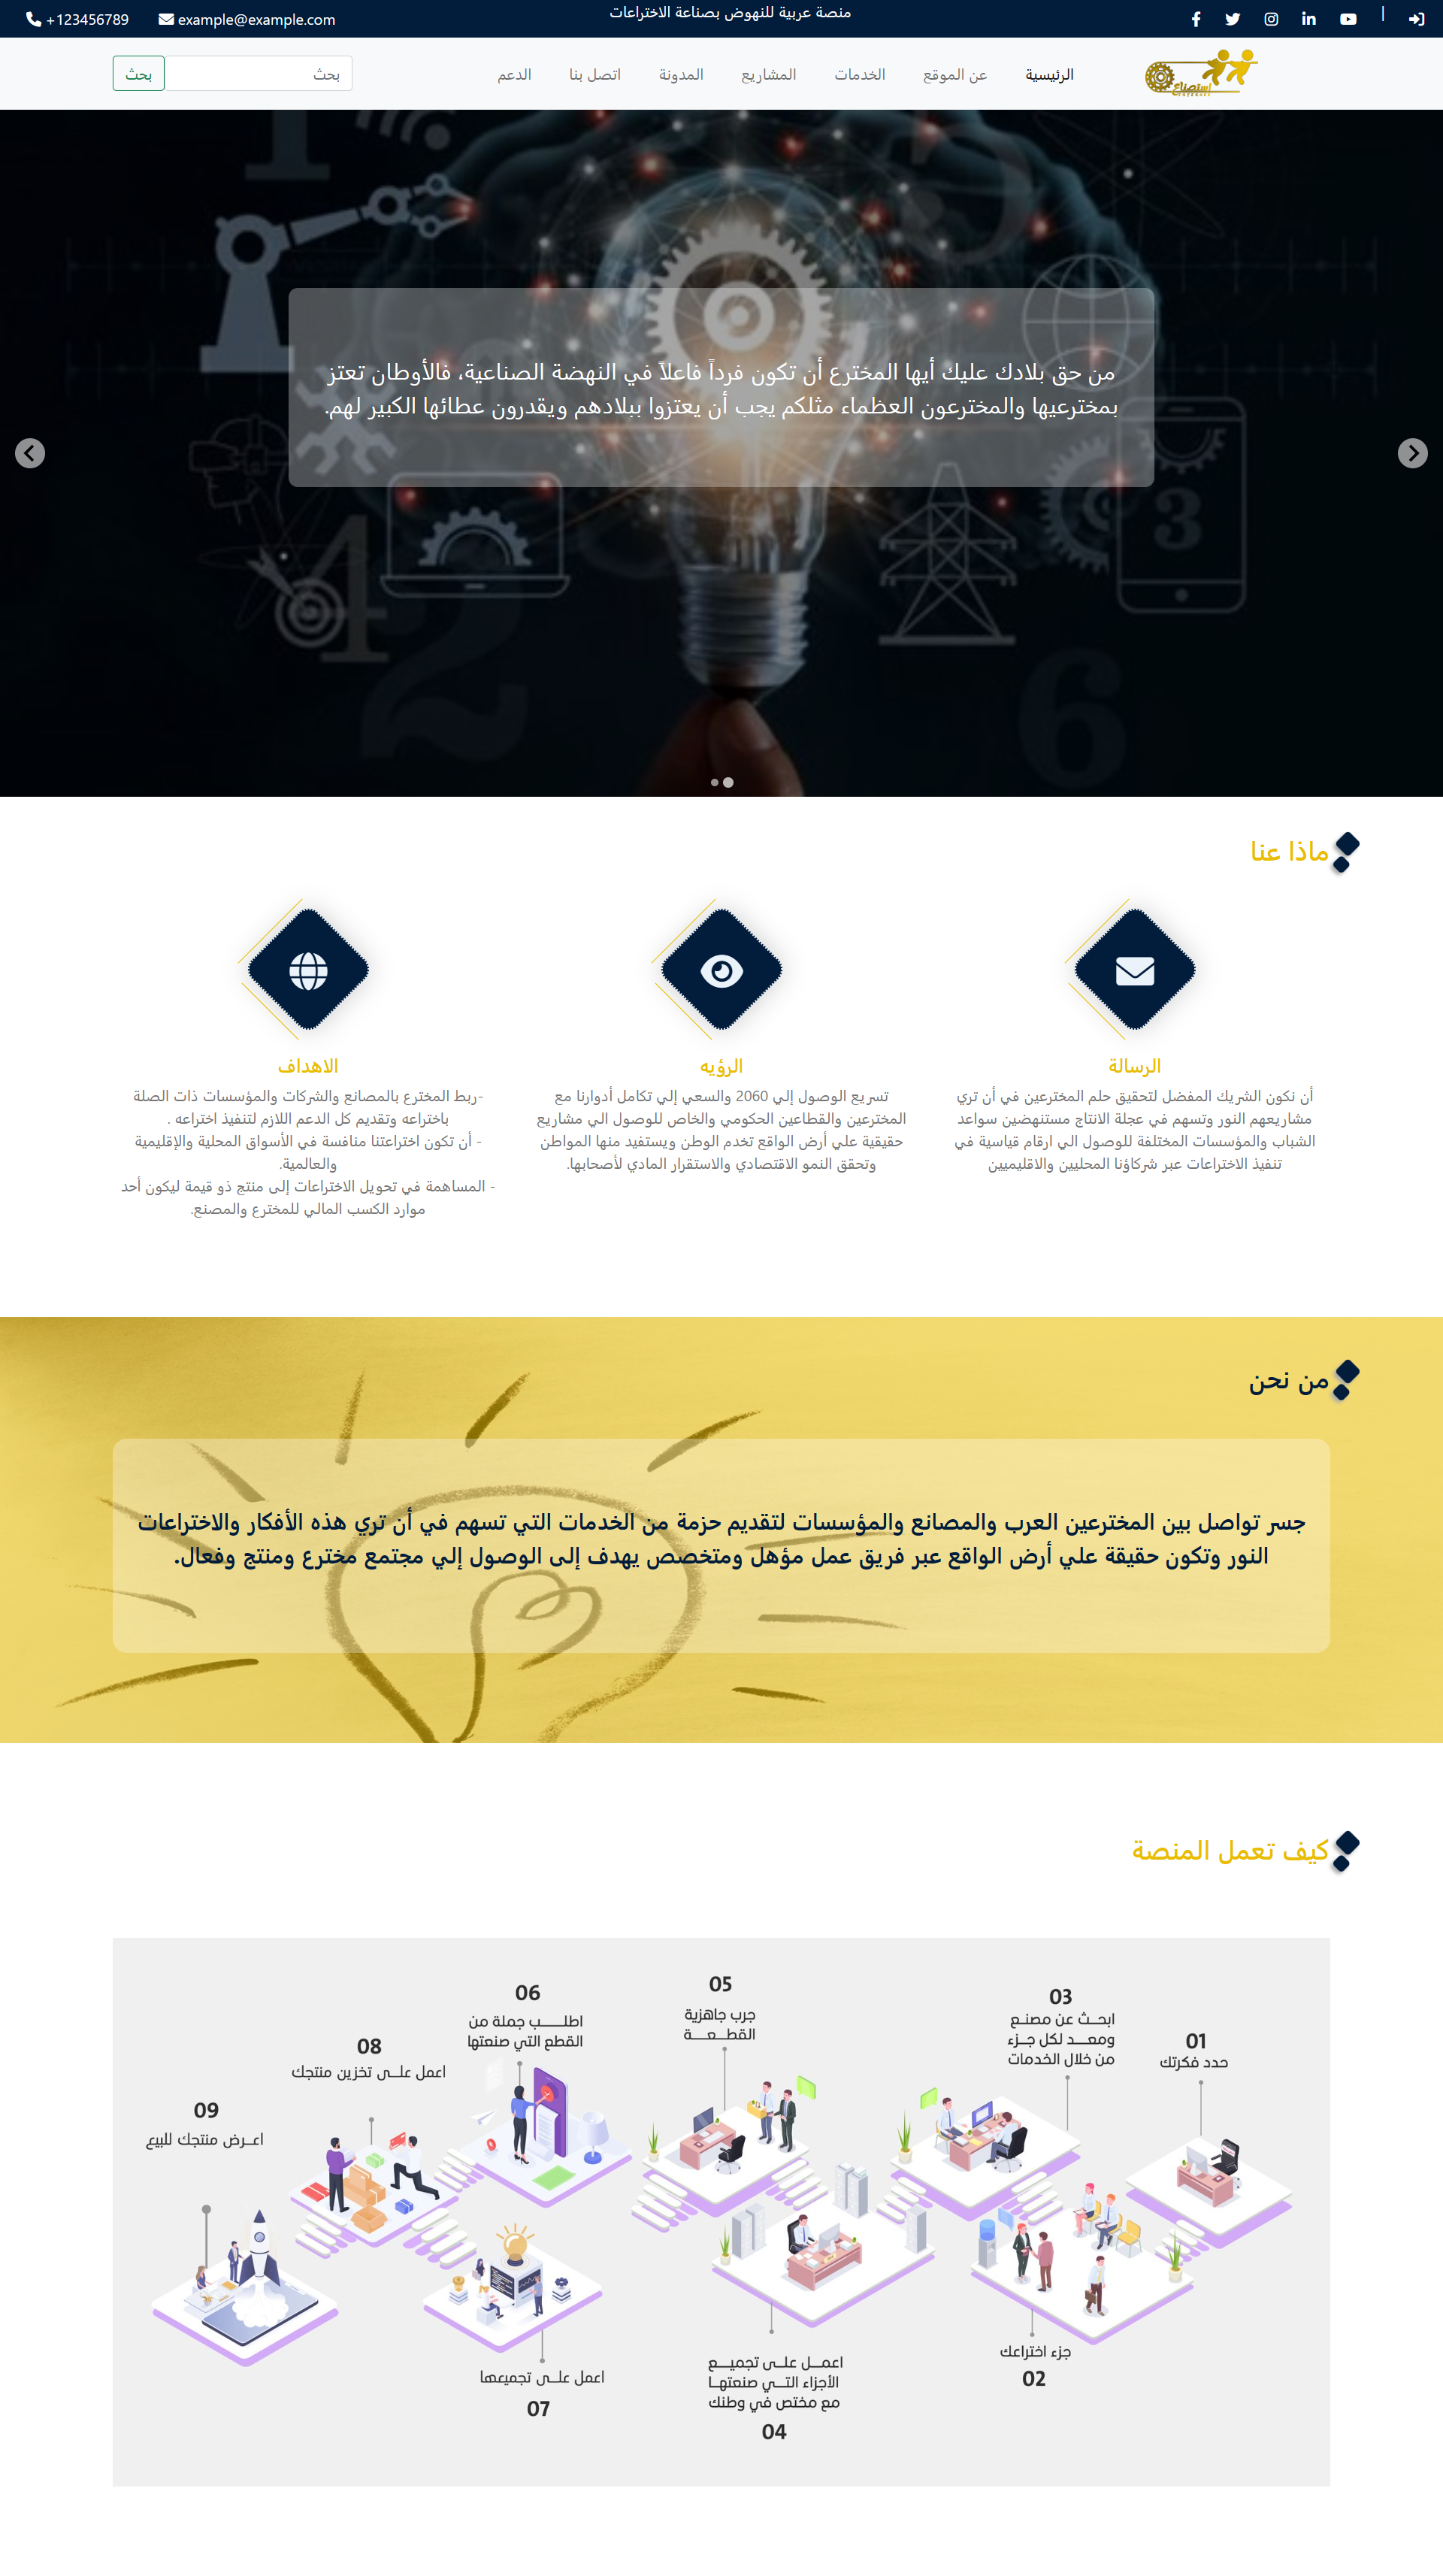 منصة عربية للنهوض بصناعة الاختراعات
example@example.com
+123456789
استصناع
الرئيسية
عن الموقع
الخدمات
المشاريع
المدونة
اتصل بنا
الدعم
بحث
بحث
من حق بلادك عليك أيها المخترع أن تكون فرداً فاعلاً في النهضة الصناعية، فالأوطان تعتز
بمخترعيها والمخترعون العظماء مثلكم يجب أن يعتزوا ببلادهم ويقدرون عطائها الكبير لهم.
ماذا عنا
الرسالة
أن نكون الشريك المفضل لتحقيق حلم المخترعين في أن تري
مشاريعهم النور وتسهم في عجلة الانتاج مستنهضين سواعد
الشباب والمؤسسات المختلفة للوصول الي ارقام قياسية في
تنفيذ الاختراعات عبر شركاؤنا المحليين والاقليميين
الرؤيه
تسريع الوصول إلي 2060 والسعي إلي تكامل أدوارنا مع
المخترعين والقطاعين الحكومي والخاص للوصول الي مشاريع
حقيقية علي أرض الواقع تخدم الوطن ويستفيد منها المواطن
وتحقق النمو الاقتصادي والاستقرار المادي لأصحابها.
الاهداف
-ربط المخترع بالمصانع والشركات والمؤسسات ذات الصلة
باختراعه وتقديم كل الدعم اللازم لتنفيذ اختراعه .
- أن تكون اختراعتنا منافسة في الأسواق المحلية والإقليمية
والعالمية.
- المساهمة في تحويل الاختراعات إلى منتج ذو قيمة ليكون أحد
موارد الكسب المالي للمخترع والمصنع.
من نحن
جسر تواصل بين المخترعين العرب والمصانع والمؤسسات لتقديم حزمة من الخدمات التي تسهم في أن تري هذه الأفكار والاختراعات
النور وتكون حقيقة علي أرض الواقع عبر فريق عمل مؤهل ومتخصص يهدف إلى الوصول إلي مجتمع مخترع ومنتج وفعال.
كيف تعمل المنصة
01
حدد فكرتك
جزء اختراعك
02
03
ابحث عن مصنع
ومعد لكل جزء
من خلال الخدمات
اعمل على تجميع
الأجزاء التي صنعتها
مع مختص في وطنك
04
05
جرب جاهزية
القطعة
06
اطلب جملة من
القطع التي صنعتها
اعمل على تجميعها
07
08
اعمل على تخزين منتجك
09
اعرض منتجك للبيع